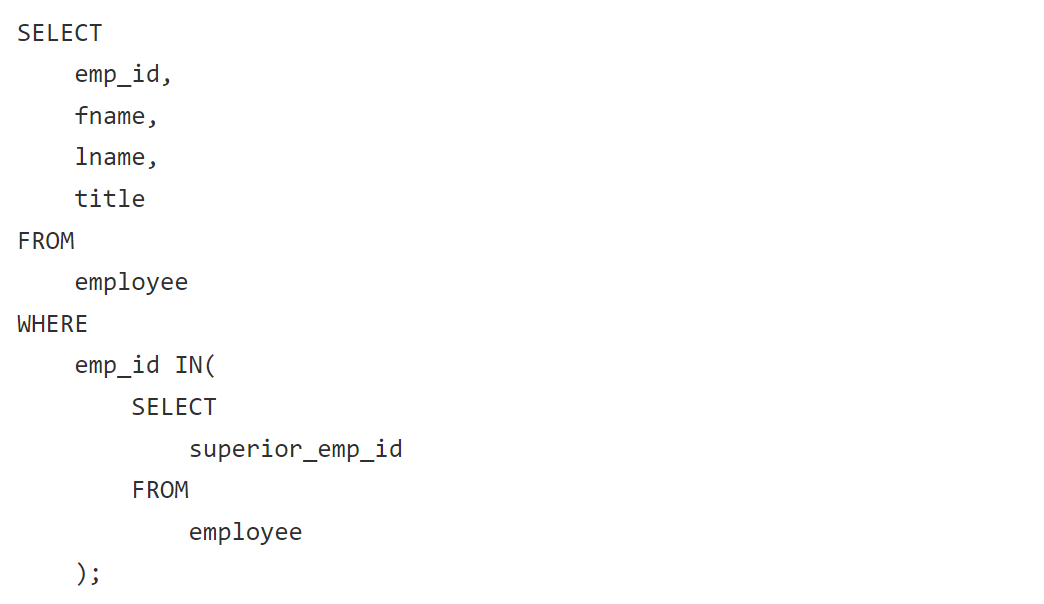 SELECT
    emp_id,
    fname,
    lname,
    title
FROM
    employee
WHERE
    emp_id IN(
        SELECT
            superior_emp_id
        FROM
            employee
    );